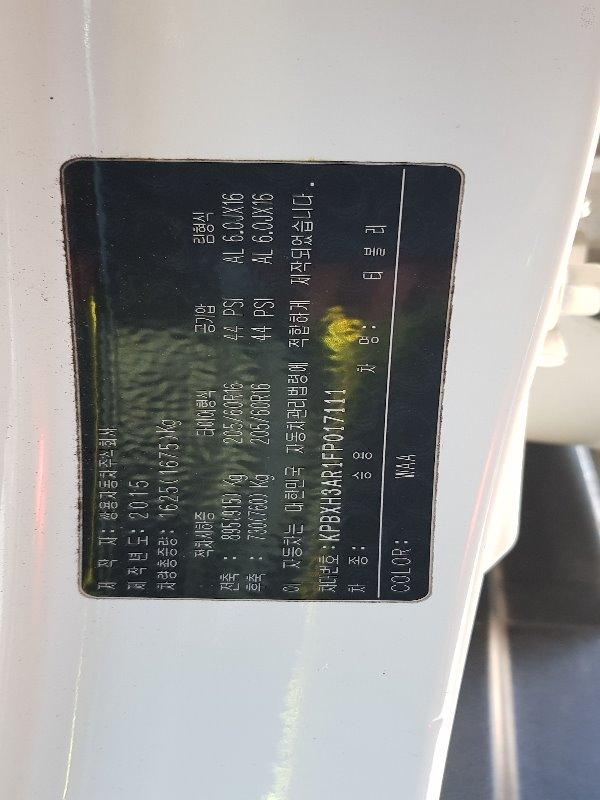 제 작 자: 쌍용자동차주식회사
제작년도: 2015
차량총중량: 1625(1675)Kg
적차시하중 타이어형식 공기압 림형식
전축: 895(915)Kg 205/60R16 44 PSI AL 6.0JX16
후축: 730(760)Kg 205/60R16 44 PSI AL 6.0JX16
이 자동차는 대한민국 자동차관리법령에 적합하게 제작되었습니다.
차대번호: KPBXH3AR1FP017111
차 종: 승용 차 명: 티 볼 리
COLOR: WAA